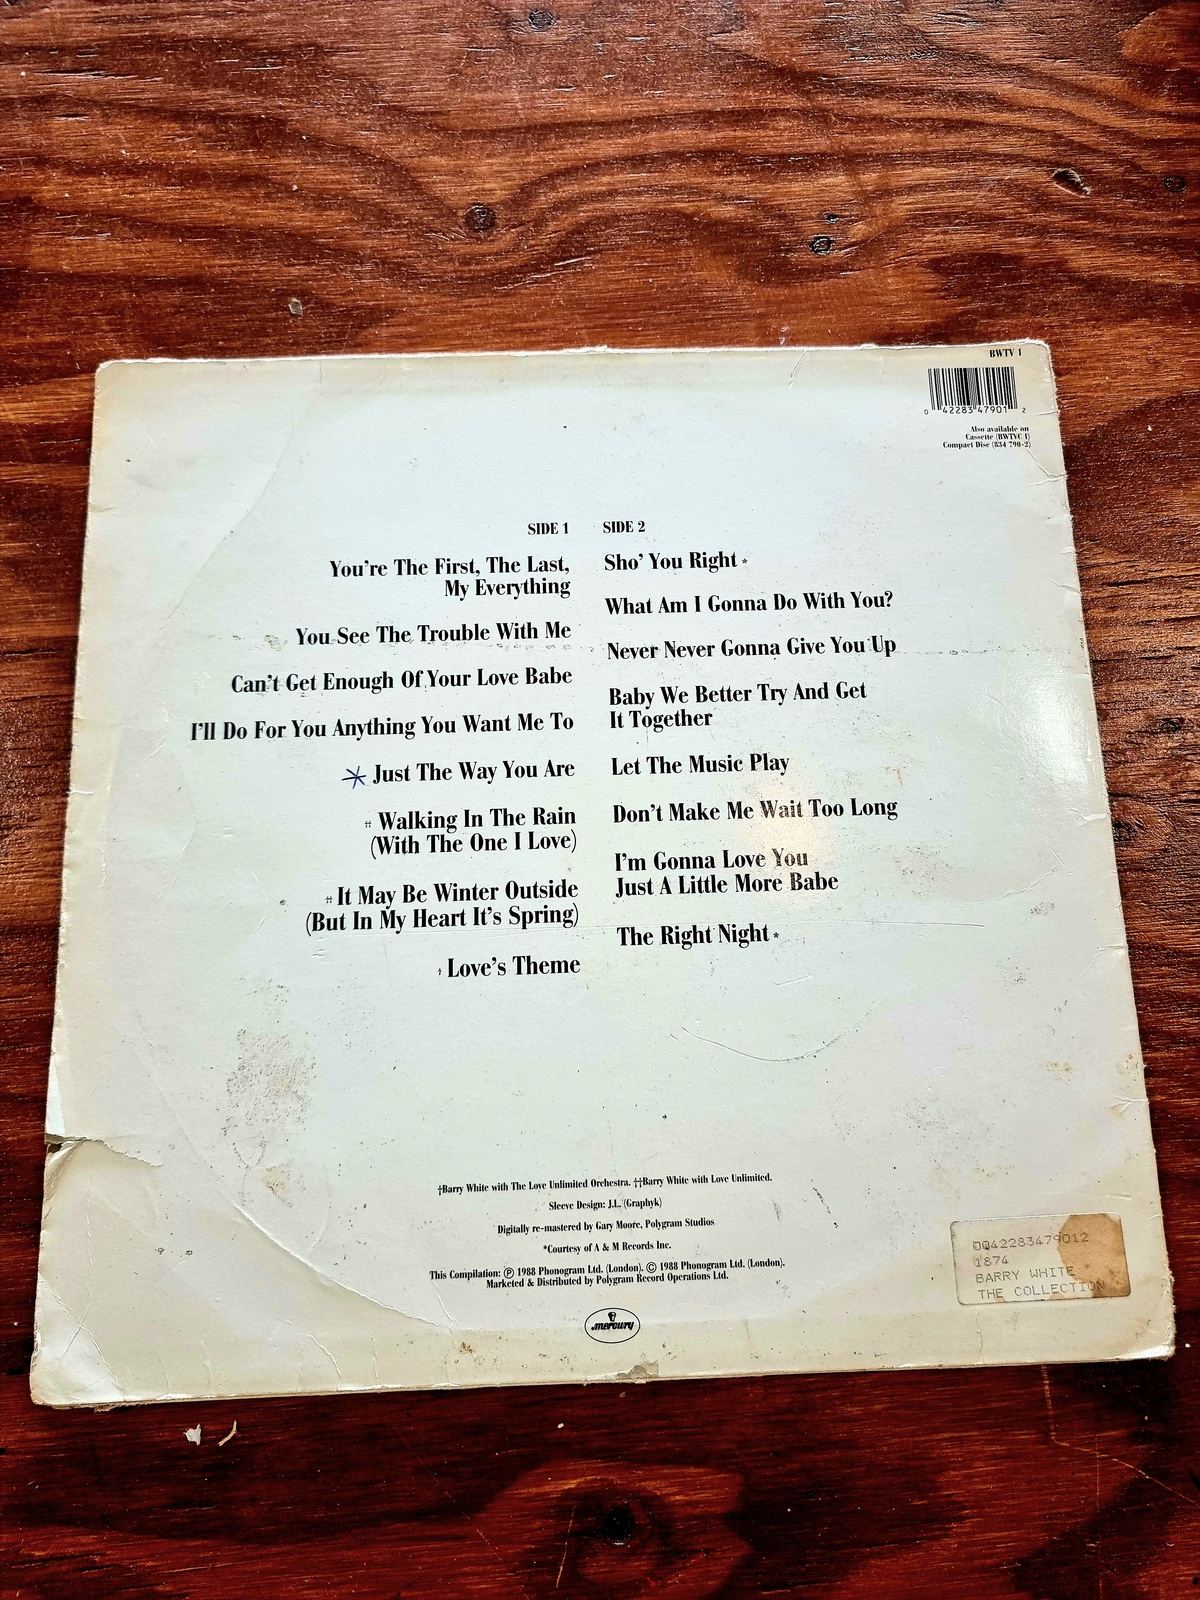 BWTV 1
0 42283 47901 2
Also available on
Cassette (BWTVC 1)
Compact Disc (834 790-2)
SIDE 1
You're The First, The Last,
My Everything
You See The Trouble With Me
Can't Get Enough Of Your Love Babe
I'll Do For You Anything You Want Me To
* Just The Way You Are
†† Walking In The Rain
(With The One I Love)
†† It May Be Winter Outside
(But In My Heart It's Spring)
† Love's Theme
SIDE 2
Sho' You Right *
What Am I Gonna Do With You?
Never Never Gonna Give You Up
Baby We Better Try And Get
It Together
Let The Music Play
Don't Make Me Wait Too Long
I'm Gonna Love You
Just A Little More Babe
The Right Night *
†Barry White with The Love Unlimited Orchestra. ††Barry White with Love Unlimited.
Sleeve Design: J.L. (Graphyk)
Digitally re-mastered by Gary Moore, Polygram Studios
*Courtesy of A & M Records Inc.
This Compilation: Ⓟ 1988 Phonogram Ltd. (London). © 1988 Phonogram Ltd. (London).
Marketed & Distributed by Polygram Record Operations Ltd.
mercury
0042283479012
1874
BARRY WHITE
THE COLLECTION